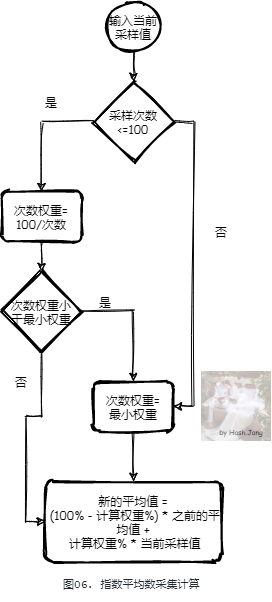 输入当前
采样值
采样次数
<=100
是
否
次数权重=
100/次数
次数权重小
于最小权重
是
否
次数权重=
最小权重
by Hash.Jang
新的平均值 =
(100% - 计算权重%) * 之前的平
均值 +
计算权重% * 当前采样值
图06. 指数平均数采集计算